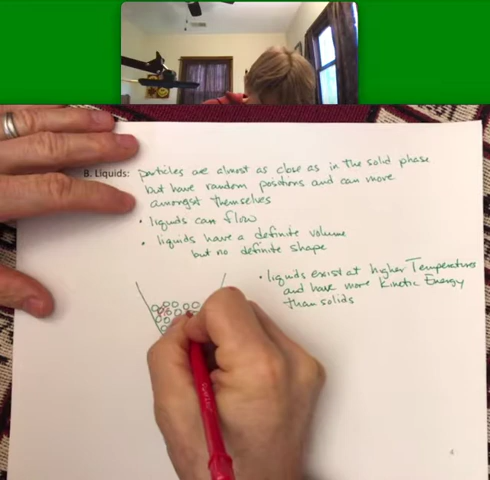 B. Liquids: particles are almost as close as in the solid phase
but have random positions and can move
amongst themselves
• liquids can flow
• liquids have a definite volume
but no definite shape
• liquids exist at higher Temperatures
and have more Kinetic Energy
than solids